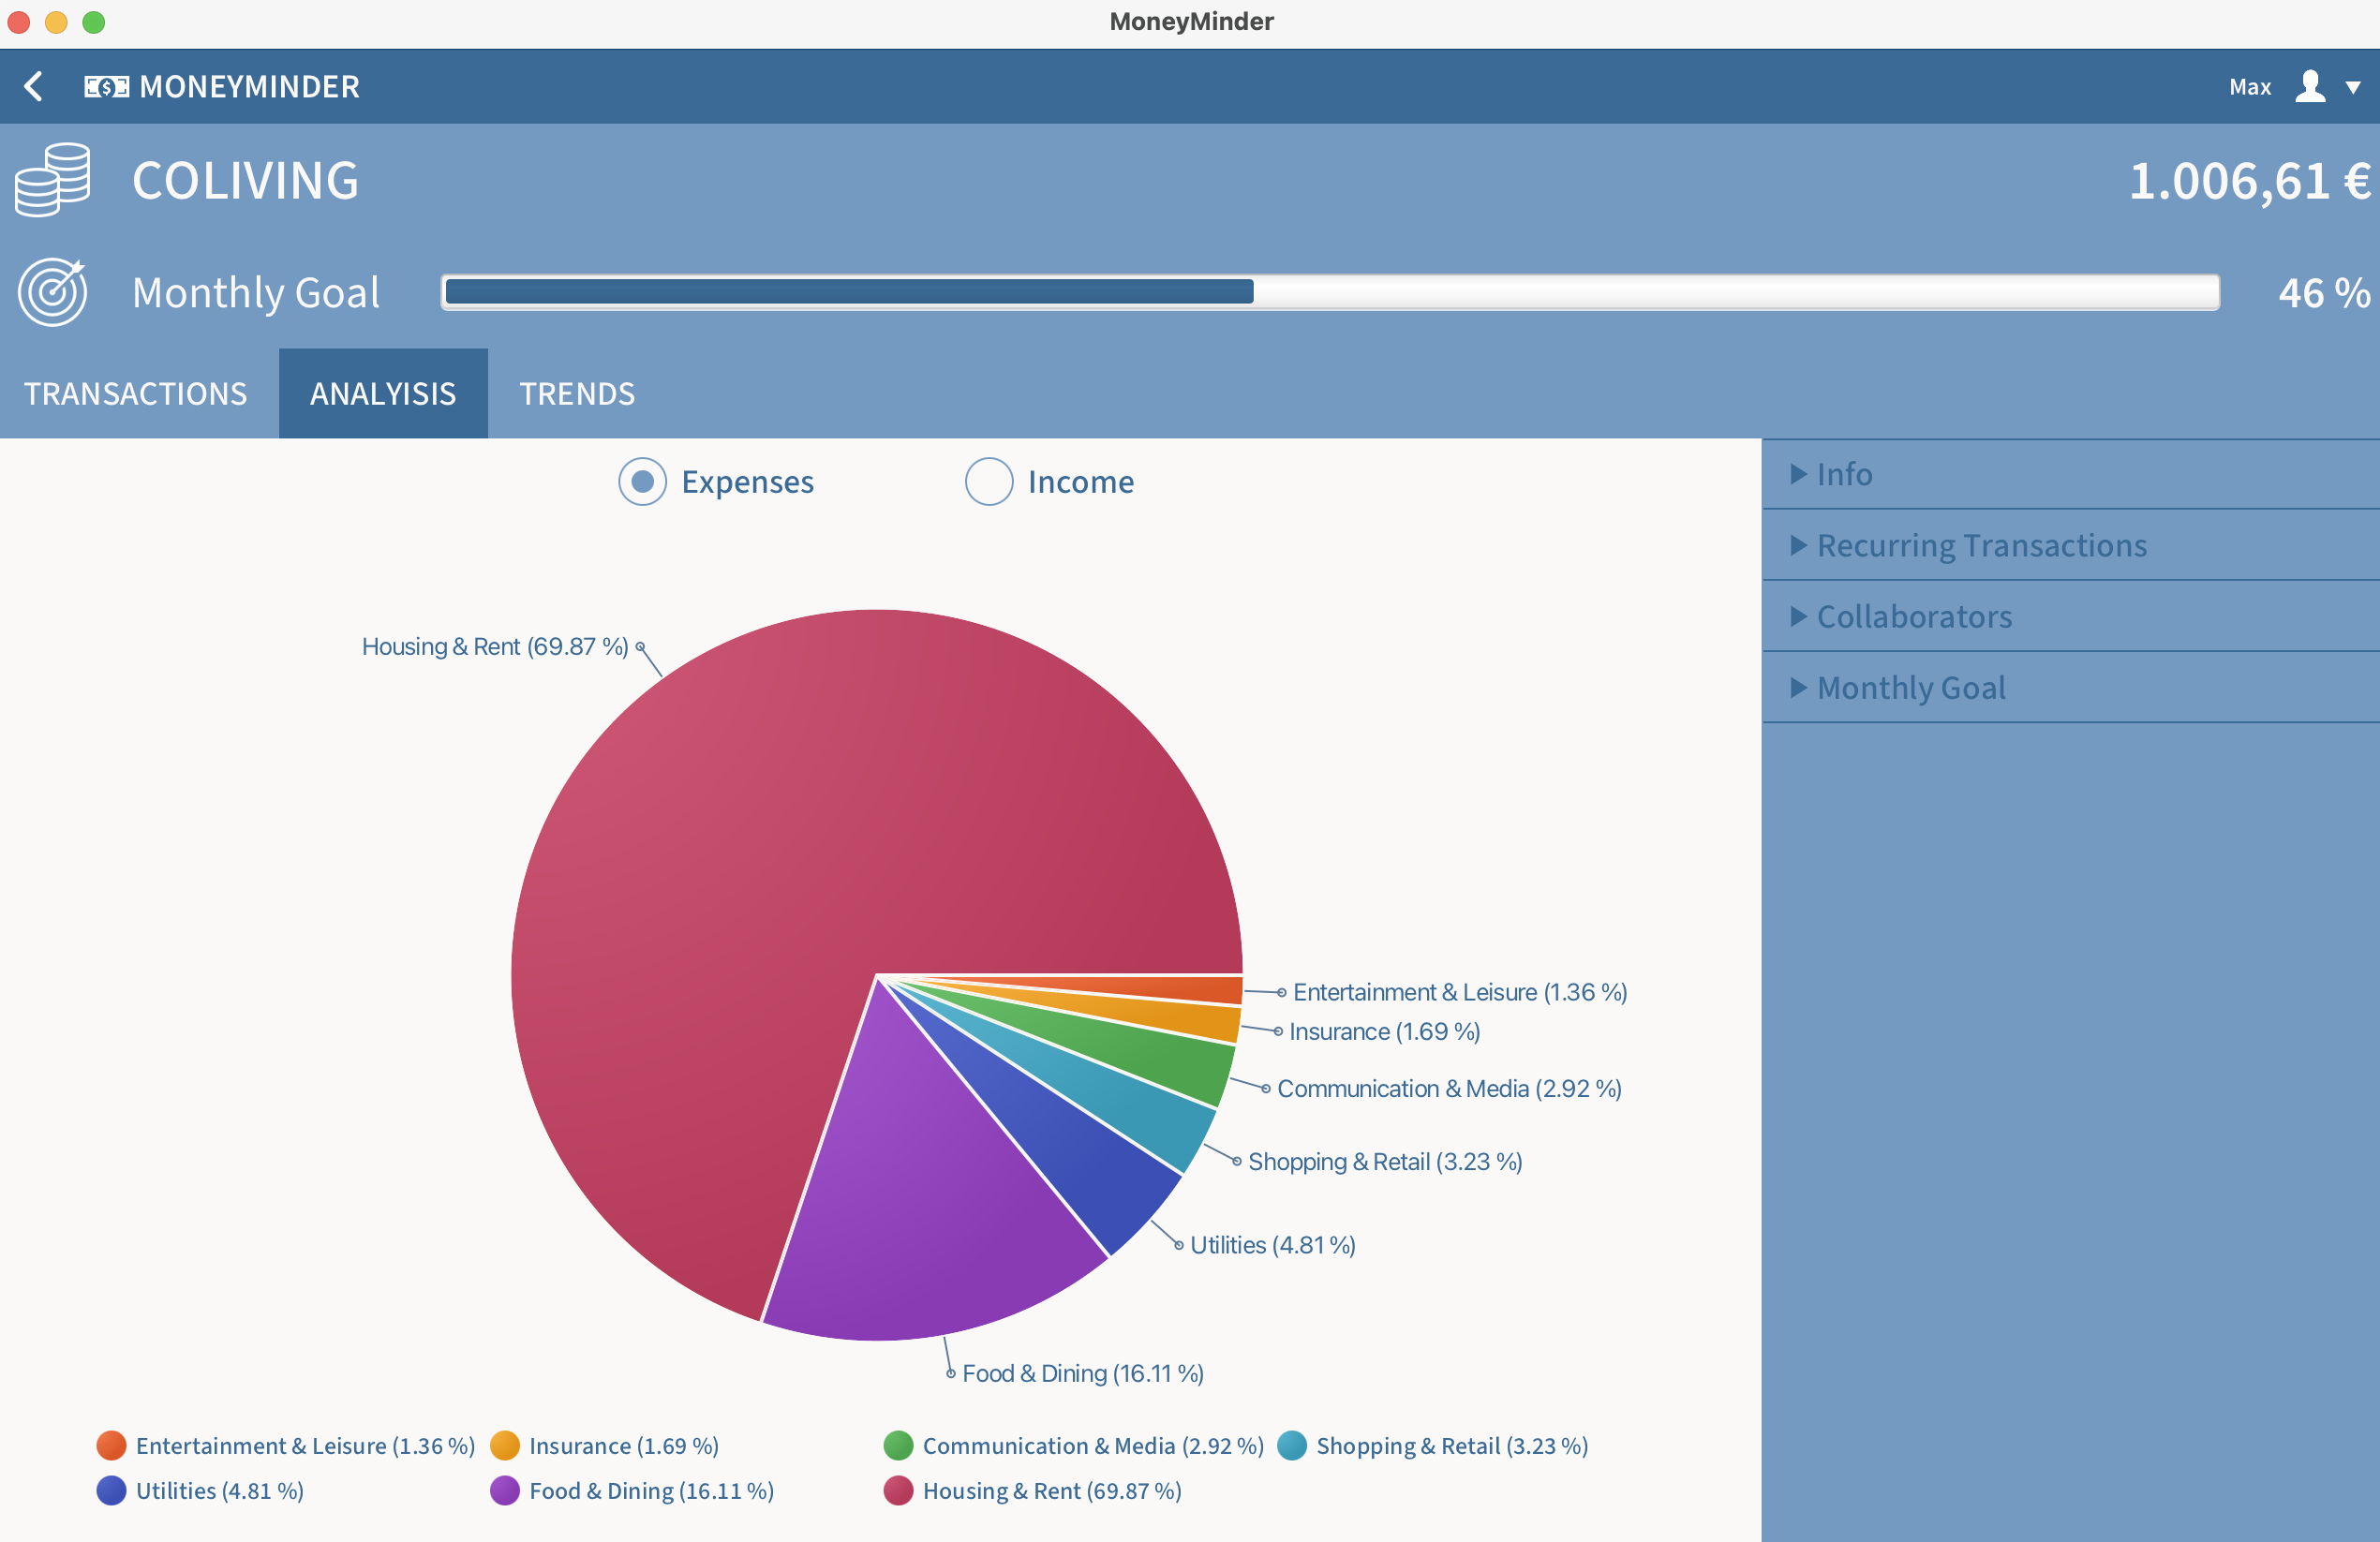 MoneyMinder
MONEYMINDER
Max
COLIVING
1.006,61 €
Monthly Goal
46 %
TRANSACTIONS
ANALYISIS
TRENDS
Expenses
Income
Info
Recurring Transactions
Collaborators
Monthly Goal
Housing & Rent (69.87 %)
Entertainment & Leisure (1.36 %)
Insurance (1.69 %)
Communication & Media (2.92 %)
Shopping & Retail (3.23 %)
Utilities (4.81 %)
Food & Dining (16.11 %)
Entertainment & Leisure (1.36 %)
Insurance (1.69 %)
Communication & Media (2.92 %)
Shopping & Retail (3.23 %)
Utilities (4.81 %)
Food & Dining (16.11 %)
Housing & Rent (69.87 %)